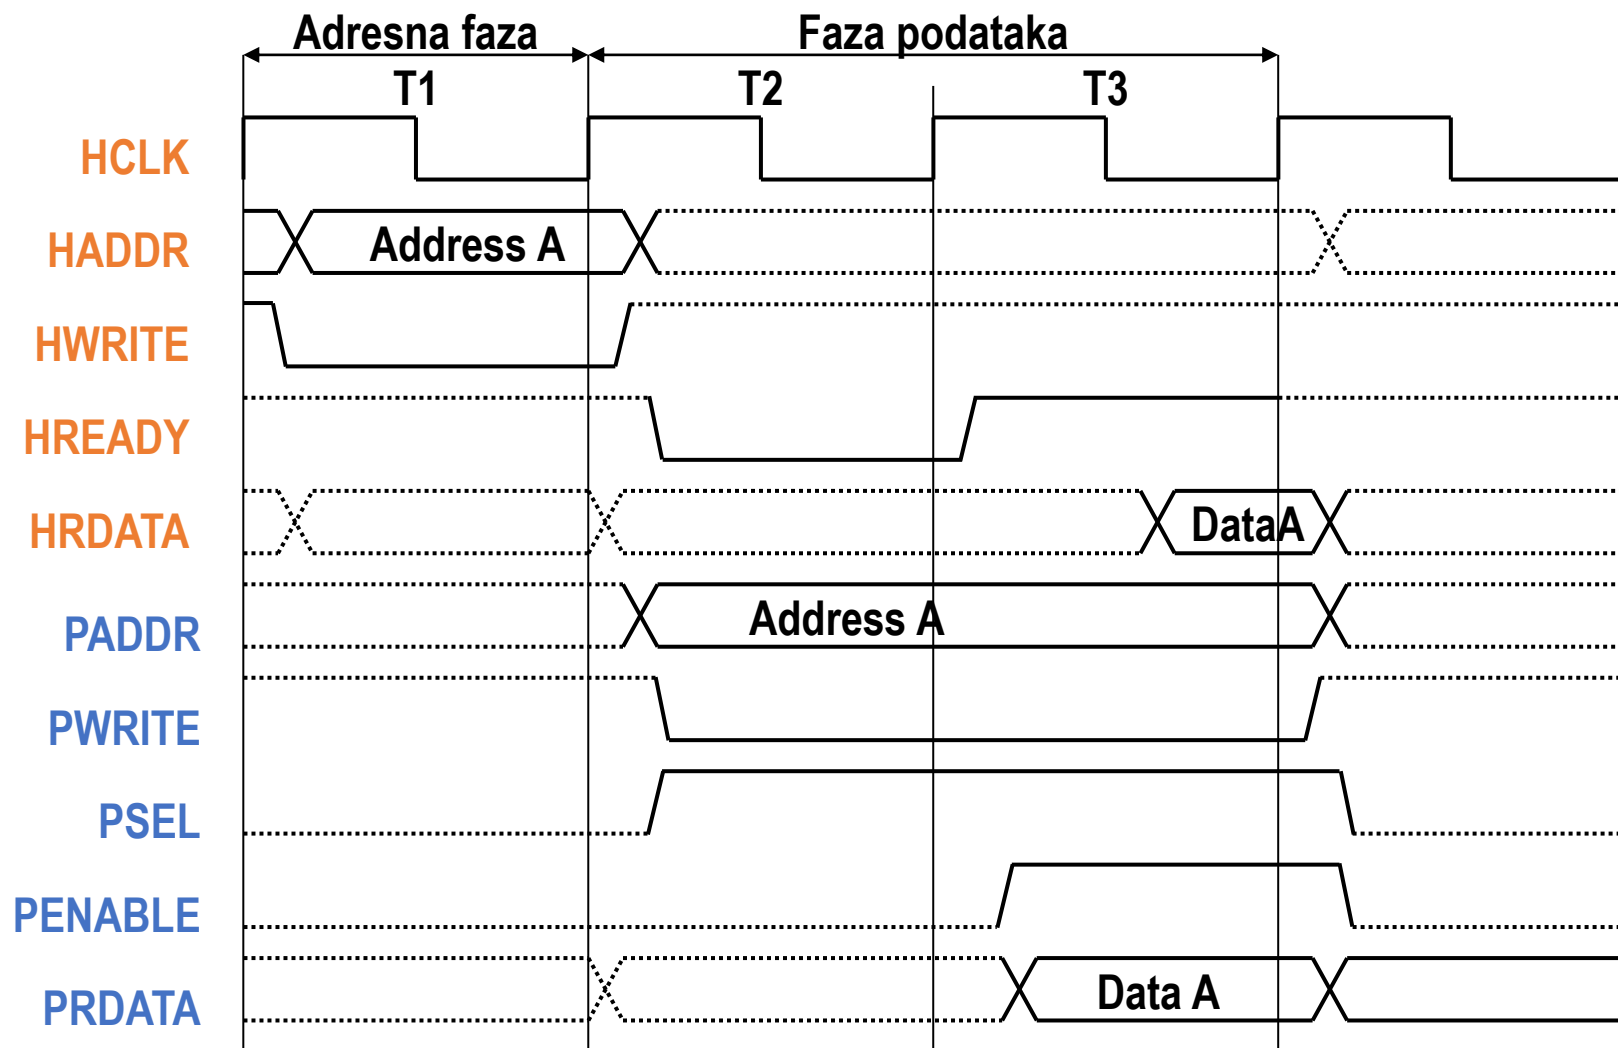 Adresna faza
Faza podataka
T1
T2
T3
HCLK
HADDR
Address A
HWRITE
HREADY
HRDATA
DataA
PADDR
Address A
PWRITE
PSEL
PENABLE
PRDATA
Data A